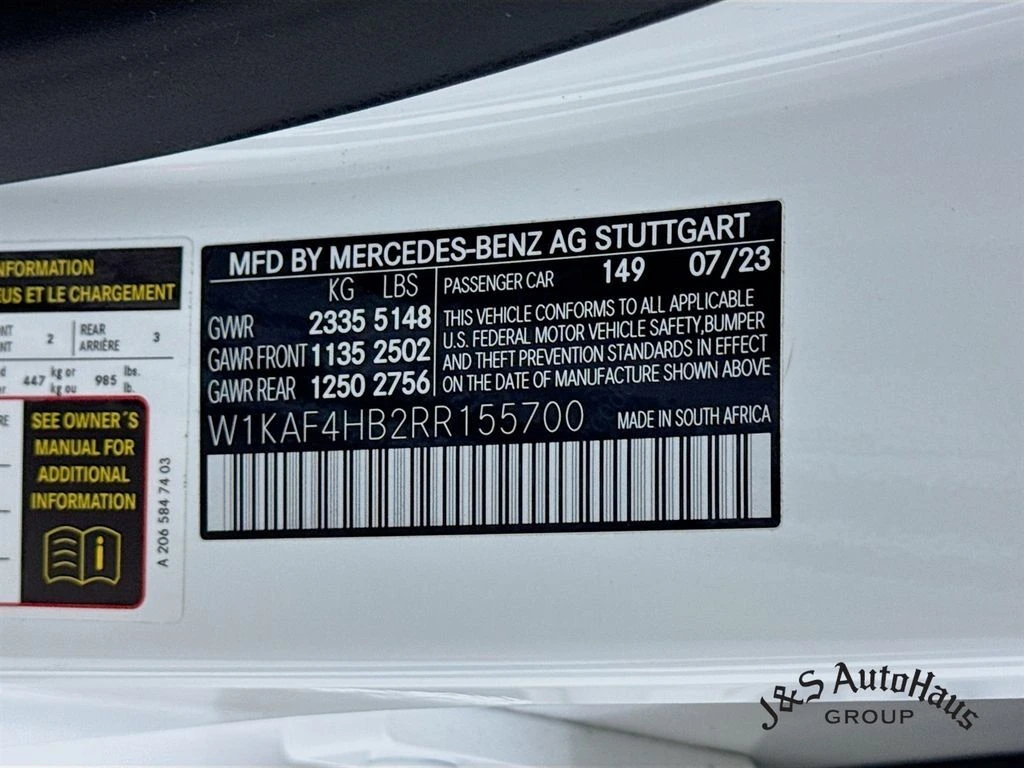 NFORMATION
US ET LE CHARGEMENT
2 REAR 3
ARRIÈRE
447 kg or 985 lbs.
kg ou lb.
SEE OWNER´S
MANUAL FOR
ADDITIONAL
INFORMATION
i
A 206 584 74 03
MFD BY MERCEDES-BENZ AG STUTTGART
KG LBS
GVWR 2335 5148
GAWR FRONT 1135 2502
GAWR REAR 1250 2756
PASSENGER CAR 149 07/23
THIS VEHICLE CONFORMS TO ALL APPLICABLE
U.S. FEDERAL MOTOR VEHICLE SAFETY,BUMPER
AND THEFT PREVENTION STANDARDS IN EFFECT
ON THE DATE OF MANUFACTURE SHOWN ABOVE
W1KAF4HB2RR155700 MADE IN SOUTH AFRICA
J&S AutoHaus
GROUP